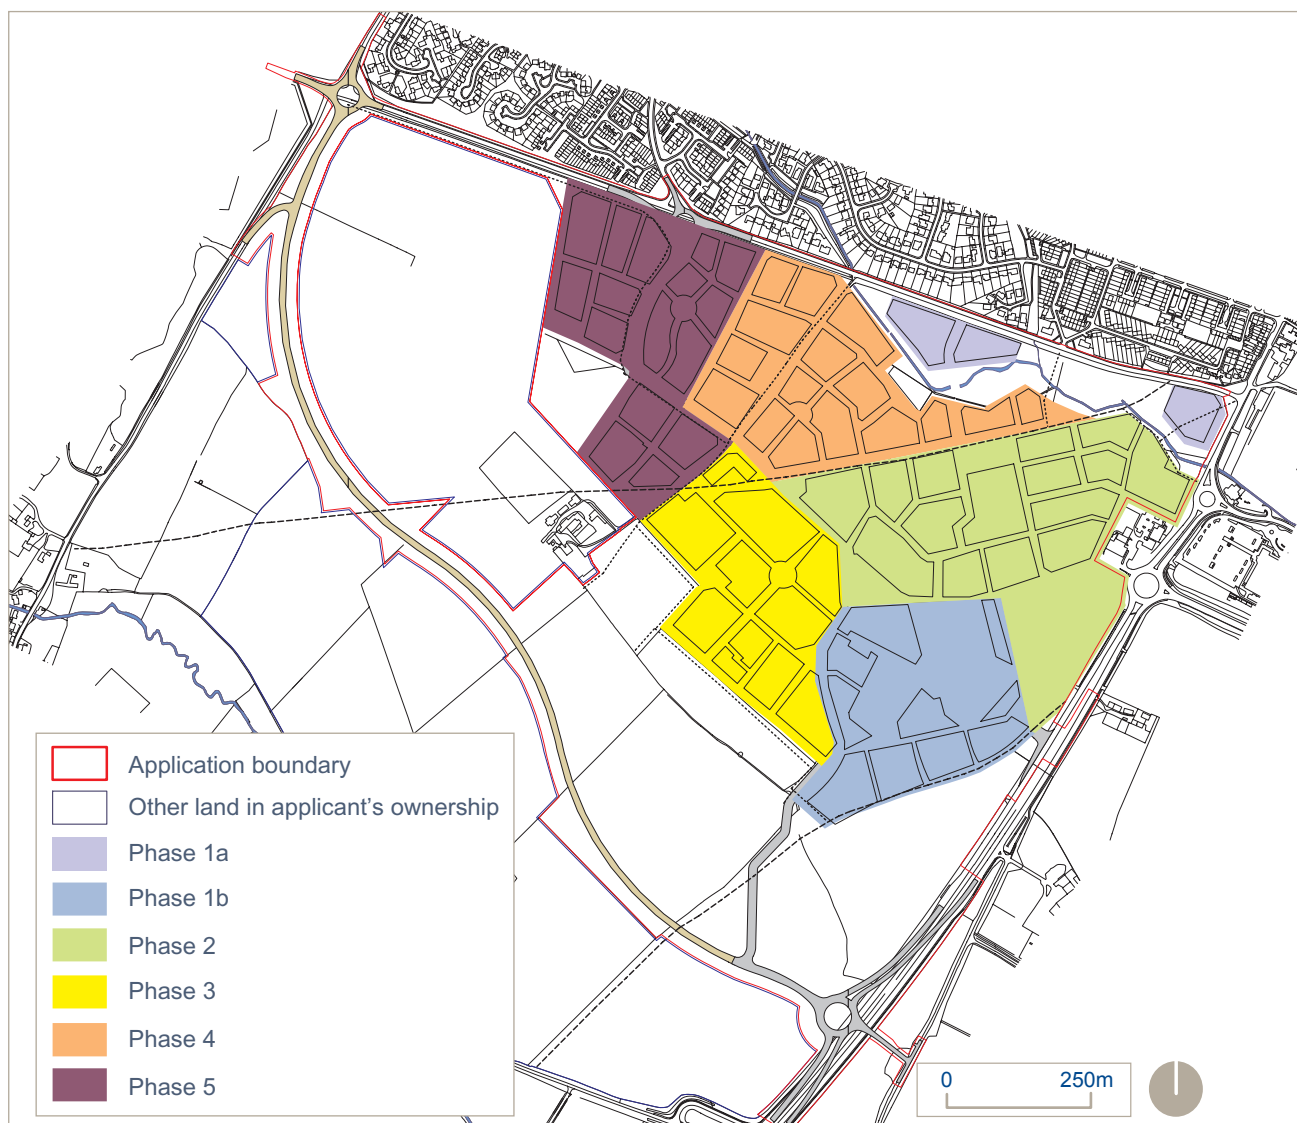 Application boundary
Other land in applicant's ownership
Phase 1a
Phase 1b
Phase 2
Phase 3
Phase 4
Phase 5
0 250m